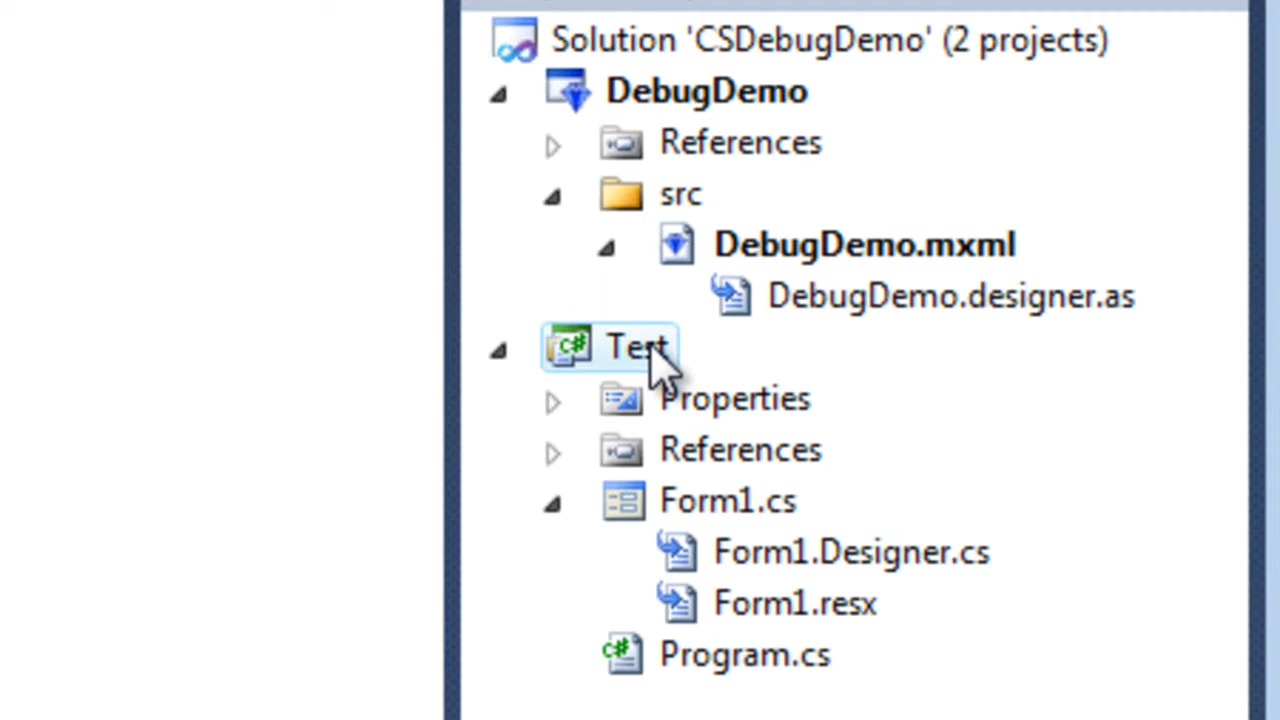 Solution 'CSDebugDemo' (2 projects)
DebugDemo
References
src
DebugDemo.mxml
DebugDemo.designer.as
C# Test
Properties
References
Form1.cs
Form1.Designer.cs
Form1.resx
C# Program.cs